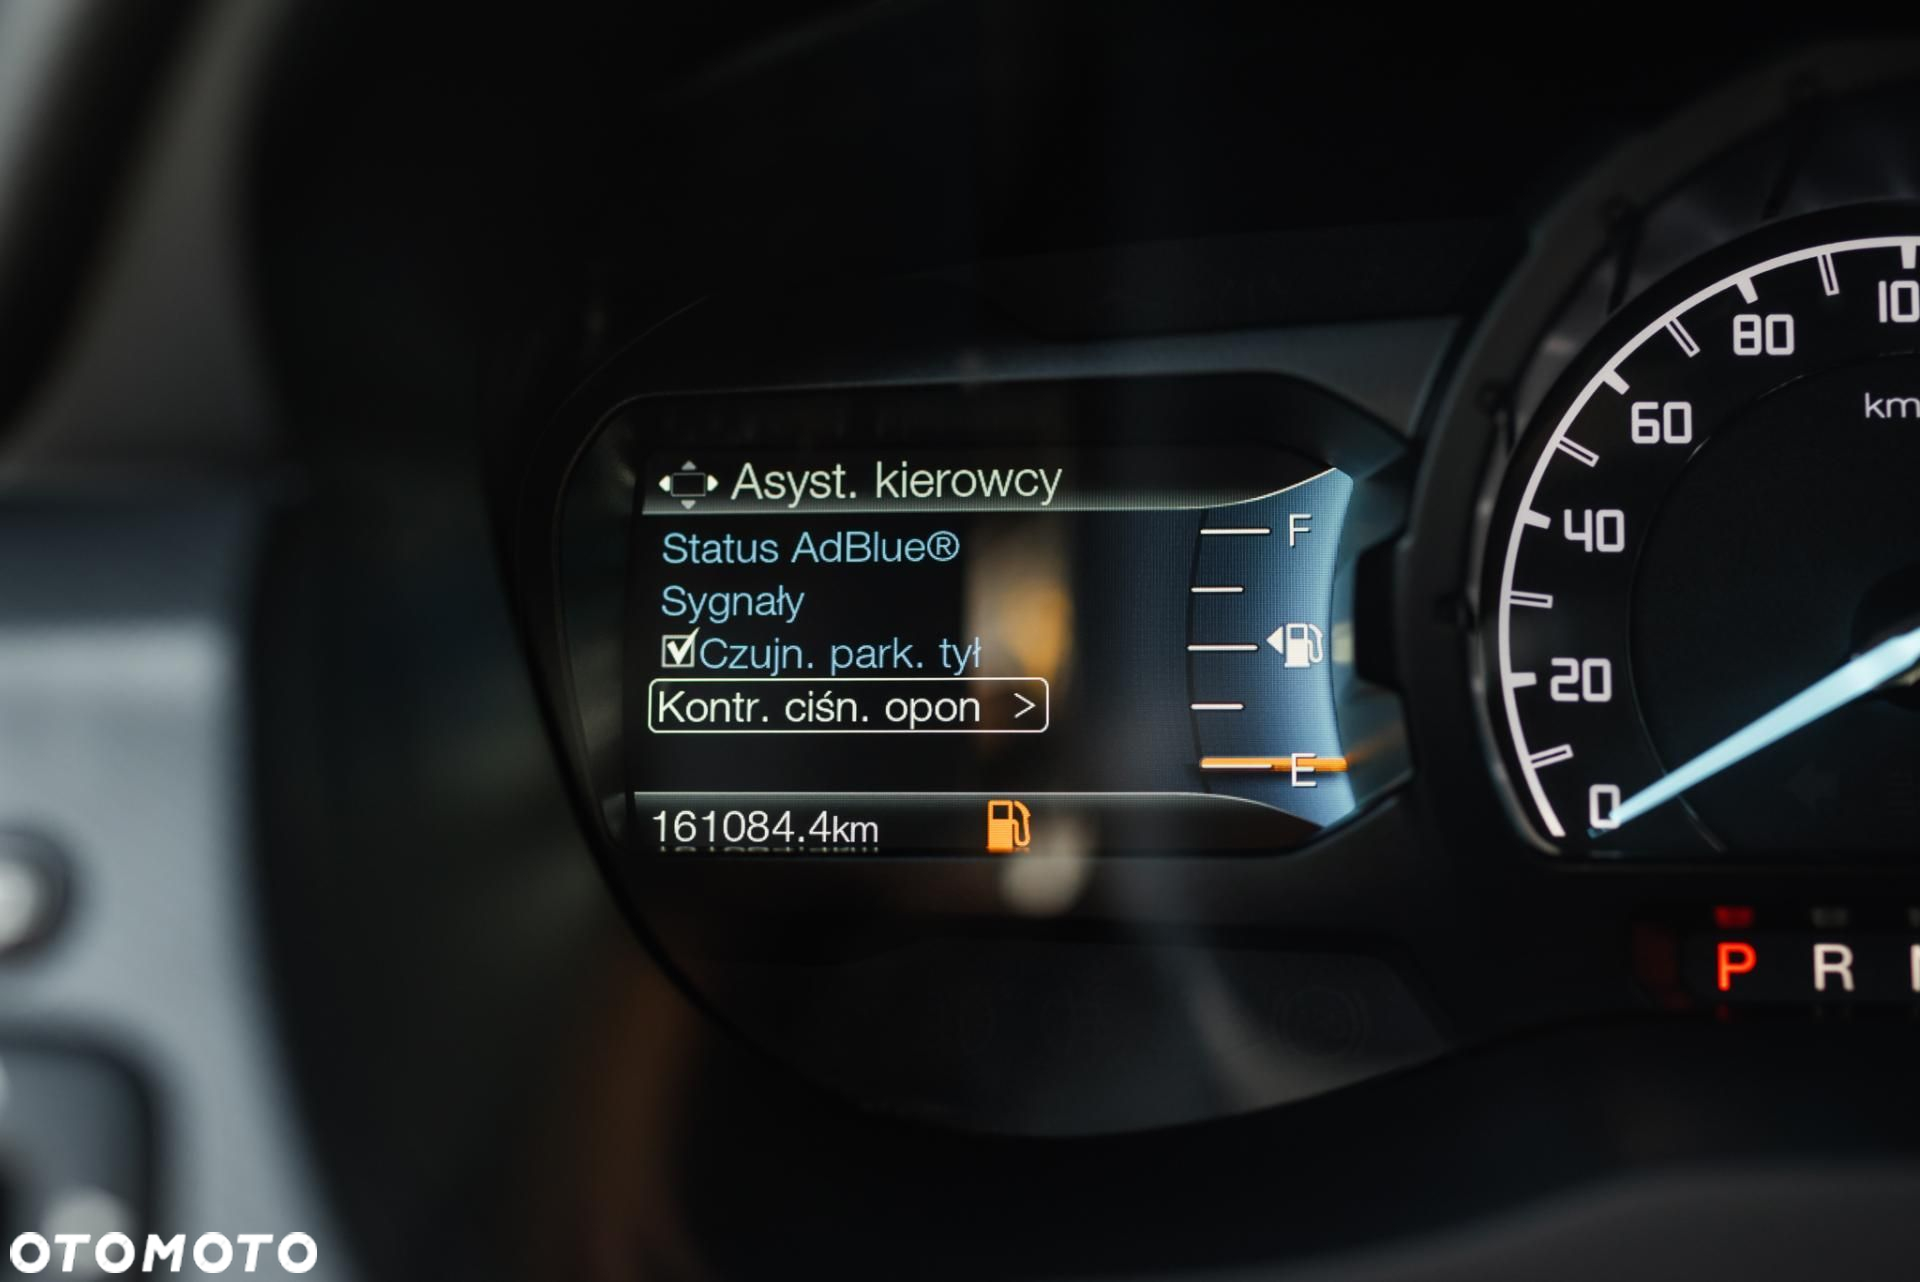 Asyst. kierowcy
Status AdBlue®
Sygnały
Czujn. park. tył
Kontr. ciśn. opon >
161084.4km
F
E
0
20
40
60
80
10
km
P R
OTOMOTO